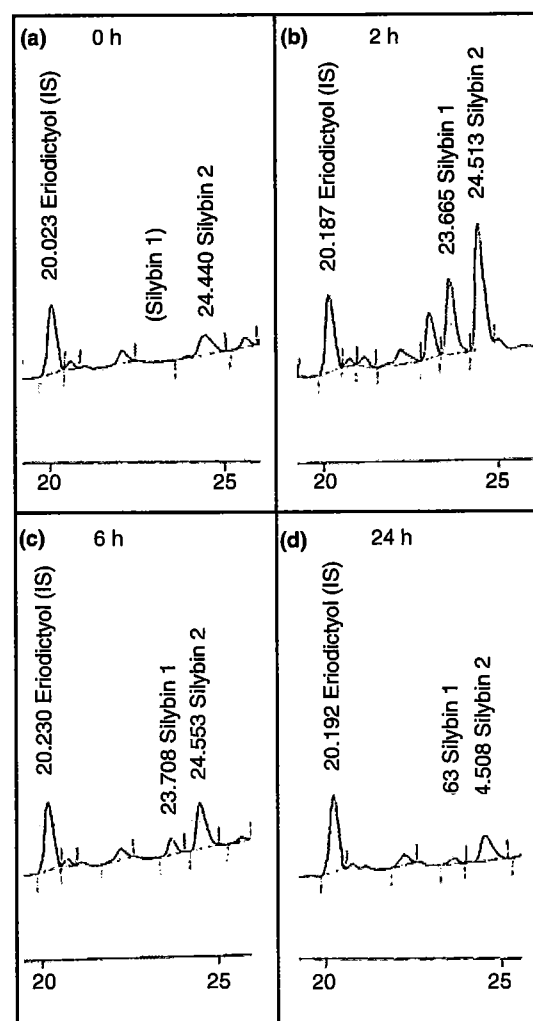 (a) 0 h
20.023 Eriodictyol (IS)
(Silybin 1)
24.440 Silybin 2
20 25
(b) 2 h
20.187 Eriodictyol (IS)
23.665 Silybin 1
24.513 Silybin 2
20 25
(c) 6 h
20.230 Eriodictyol (IS)
23.708 Silybin 1
24.553 Silybin 2
20 25
(d) 24 h
20.192 Eriodictyol (IS)
63 Silybin 1
4.508 Silybin 2
20 25